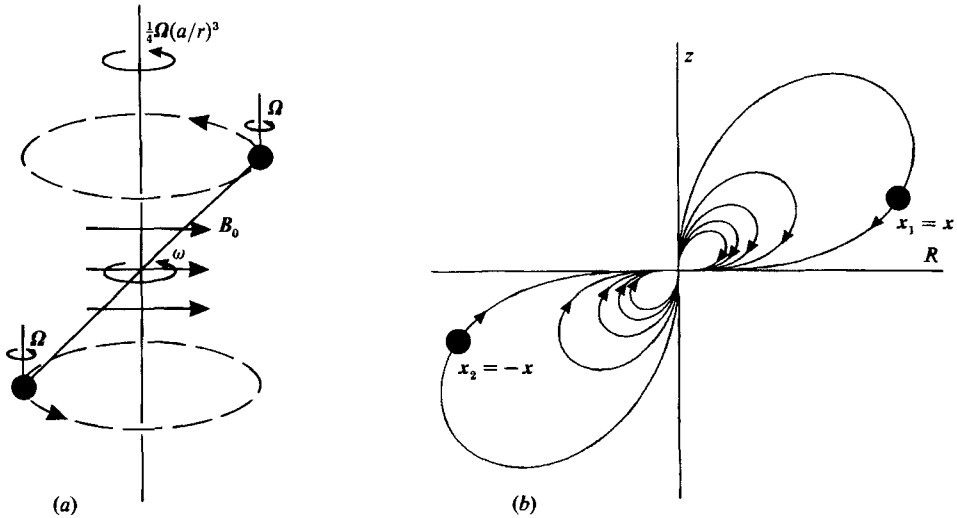 ¼Ω(a/r)³
Ω
B₀
ω
Ω
(a)
z
x₁ = x
R
x₂ = −x
(b)